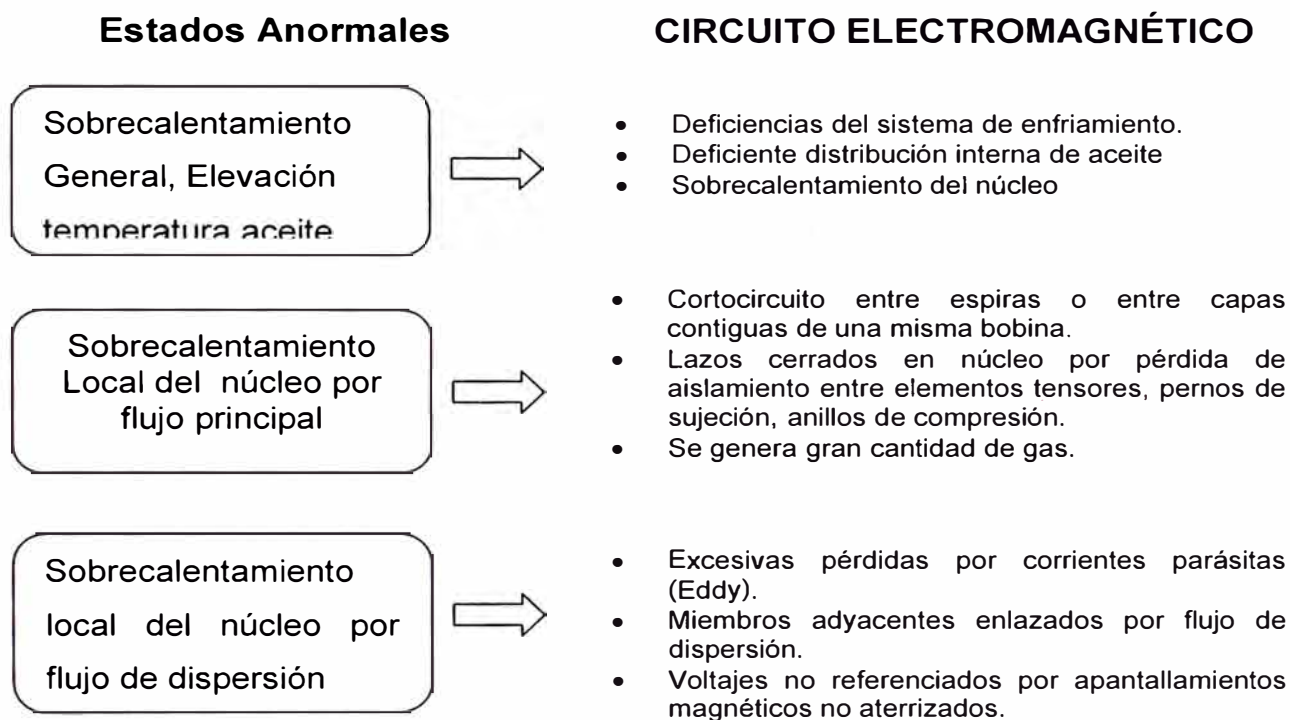 Estados Anormales
CIRCUITO ELECTROMAGNÉTICO
Sobrecalentamiento
General, Elevación
temperatura aceite
• Deficiencias del sistema de enfriamiento.
• Deficiente distribución interna de aceite
• Sobrecalentamiento del núcleo
Sobrecalentamiento
Local del núcleo por
flujo principal
• Cortocircuito entre espiras o entre capas
contiguas de una misma bobina.
• Lazos cerrados en núcleo por pérdida de
aislamiento entre elementos tensores, pernos de
sujeción, anillos de compresión.
• Se genera gran cantidad de gas.
Sobrecalentamiento
local del núcleo por
flujo de dispersión
• Excesivas pérdidas por corrientes parásitas
(Eddy).
• Miembros adyacentes enlazados por flujo de
dispersión.
• Voltajes no referenciados por apantallamientos
magnéticos no aterrizados.